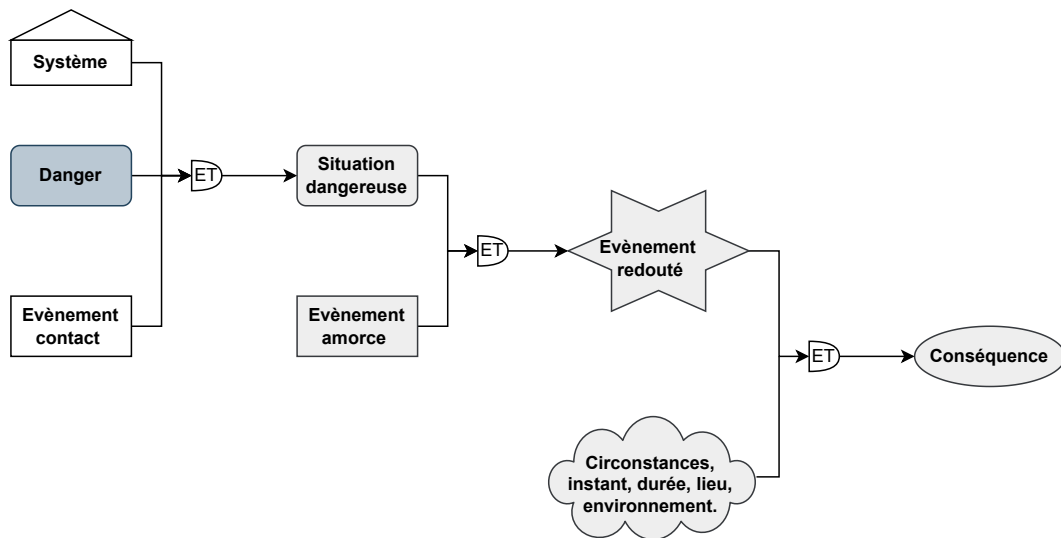 Système
Danger
ET
Situation
dangereuse
Evènement
contact
Evènement
amorce
ET
Evènement
redouté
Circonstances,
instant, durée, lieu,
environnement.
ET
Conséquence